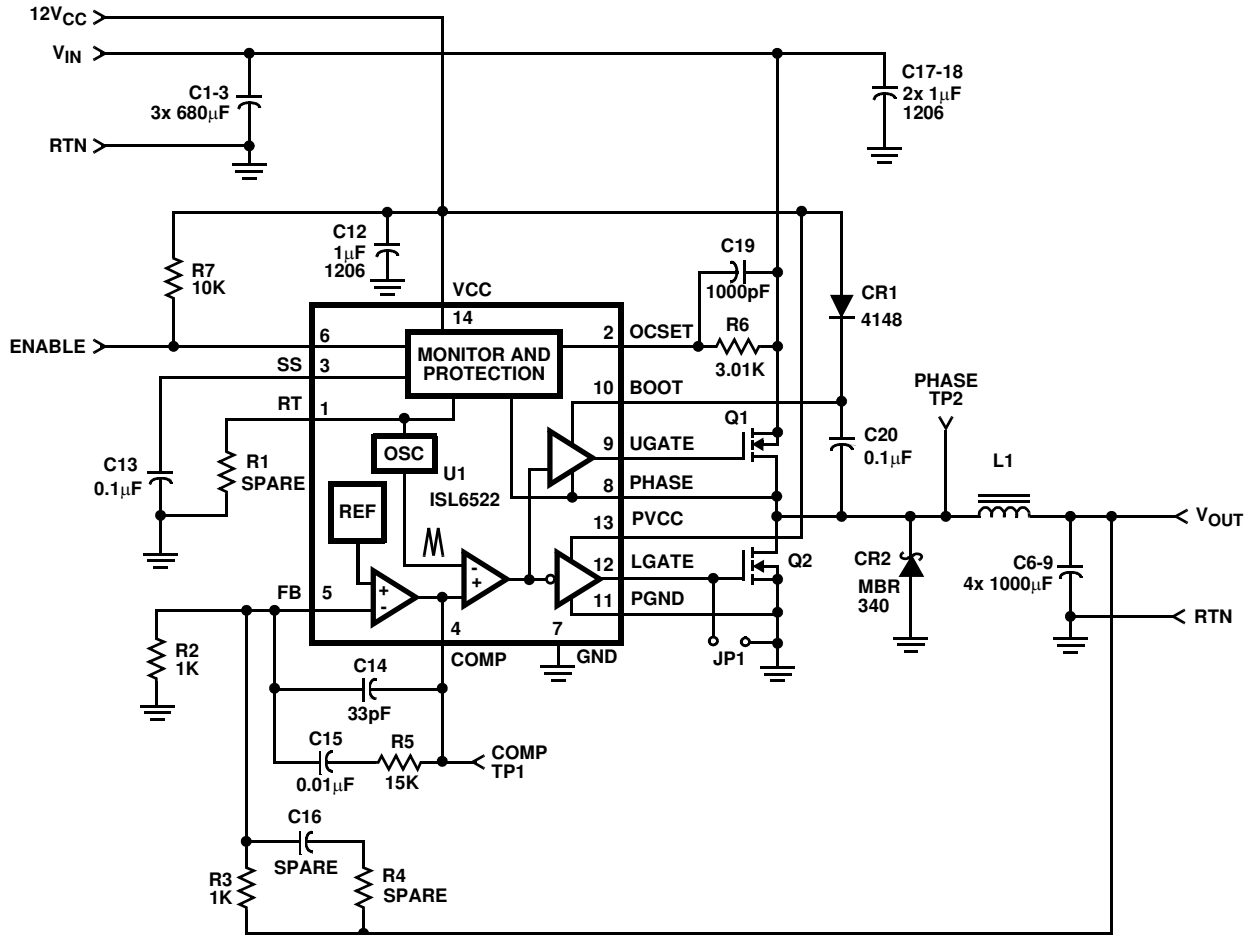 12VCC
VIN
C1-3
3x 680µF
RTN
C17-18
2x 1µF
1206
C12
1µF
1206
R7
10K
C19
1000pF
CR1
4148
VCC
14
ENABLE
6
MONITOR AND
PROTECTION
2
OCSET
R6
3.01K
SS
3
10
BOOT
PHASE
TP2
RT
1
Q1
C13
0.1µF
R1
SPARE
OSC
U1
ISL6522
9
UGATE
C20
0.1µF
L1
REF
8
PHASE
VOUT
13
PVCC
-
+
12
LGATE
Q2
CR2
MBR
340
C6-9
4x 1000µF
FB
5
+
-
11
PGND
RTN
4
COMP
7
GND
JP1
R2
1K
C14
33pF
C15
0.01µF
R5
15K
COMP
TP1
C16
SPARE
R3
1K
R4
SPARE